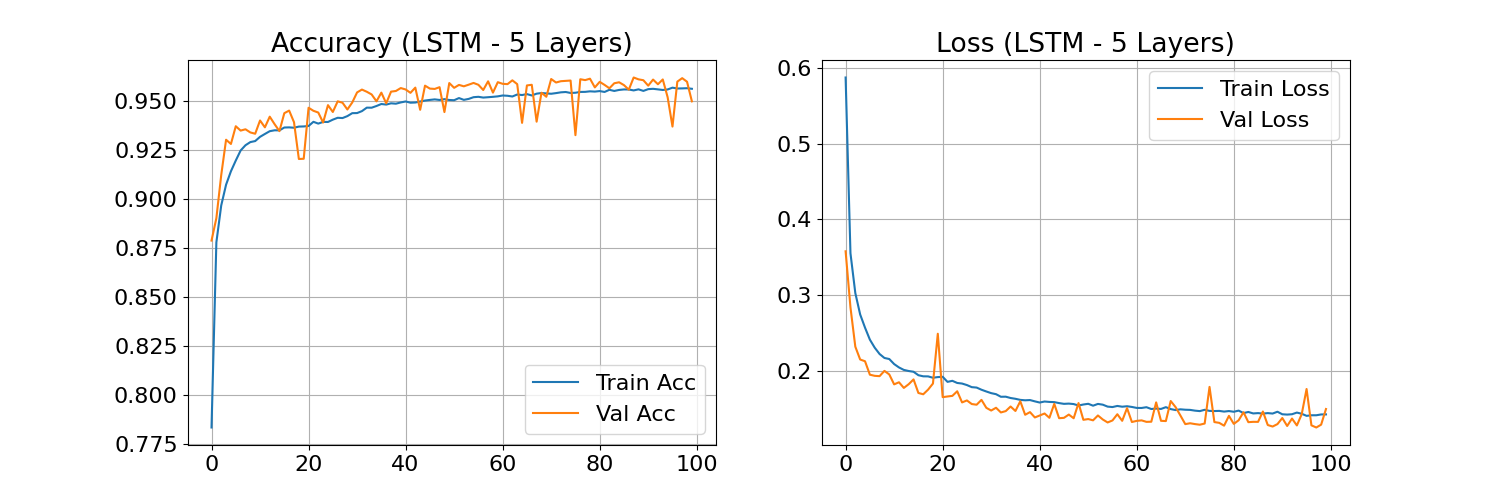 Accuracy (LSTM - 5 Layers)
0.950
0.925
0.900
0.875
0.850
0.825
0.800
0.775
0 20 40 60 80 100
Train Acc
Val Acc
Loss (LSTM - 5 Layers)
0.6
0.5
0.4
0.3
0.2
0 20 40 60 80 100
Train Loss
Val Loss